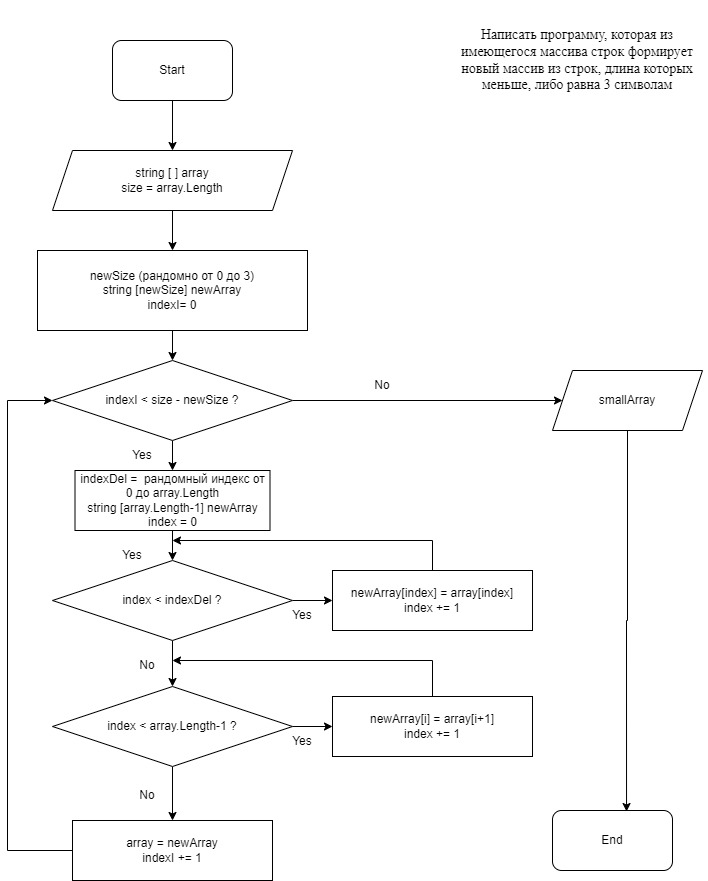 Написать программу, которая из
имеющегося массива строк формирует
новый массив из строк, длина которых
меньше, либо равна 3 символам
Start
string [ ] array
size = array.Length
newSize (рандомно от 0 до 3)
string [newSize] newArray
indexI= 0
indexI < size - newSize ?
No
smallArray
Yes
indexDel =  рандомный индекс от
0 до array.Length
string [array.Length-1] newArray
index = 0
Yes
index < indexDel ?
Yes
newArray[index] = array[index]
index += 1
No
index < array.Length-1 ?
Yes
newArray[i] = array[i+1]
index += 1
No
array = newArray
indexI += 1
End